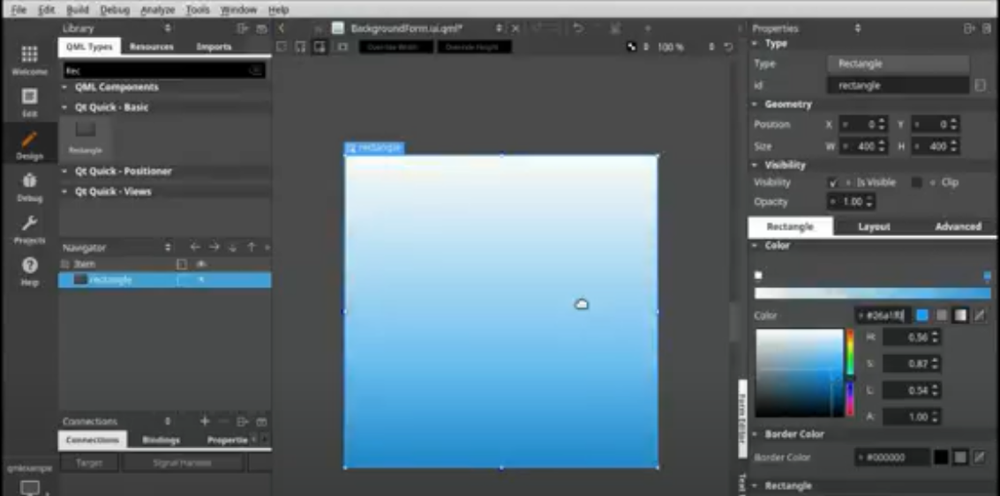 File Edit Build Debug Analyze Tools Window Help
Library
QML Types Resources Imports
Rec
QML Components
Qt Quick - Basic
Rectangle
Qt Quick - Positioner
Qt Quick - Views
Welcome
Edit
Design
Debug
Projects
Help
Navigator
Item
rectangle
Connections
Connections Bindings Propertie
Target Signal Handler
BackgroundForm.ui.qml*
Override Width Override Height
100 %
rectangle
Form Editor
Properties
Type
Type Rectangle
id rectangle
Geometry
Position X 0 Y 0
Size W 400 H 400
Visibility
Visibility Is Visible Clip
Opacity 1.00
Rectangle Layout Advanced
Color
Color
H: 0.56
S: 0.87
L: 0.54
A: 1.00
Border Color
Border Color #000000
Rectangle